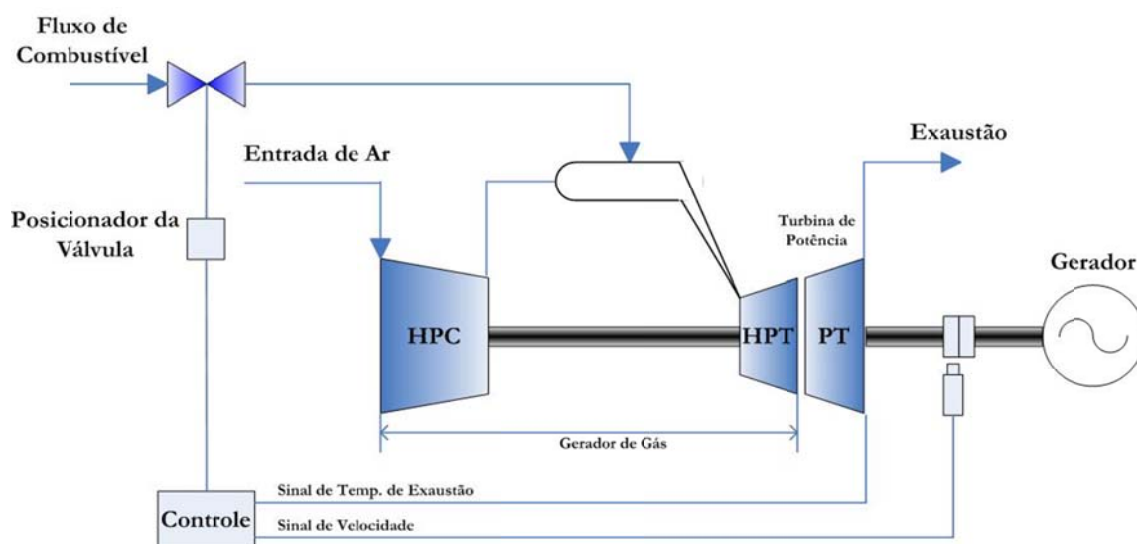 Fluxo de
Combustível
Entrada de Ar
Exaustão
Posicionador da
Válvula
Turbina de
Potência
Gerador
HPC
HPT
PT
Gerador de Gás
Sinal de Temp. de Exaustão
Controle
Sinal de Velocidade